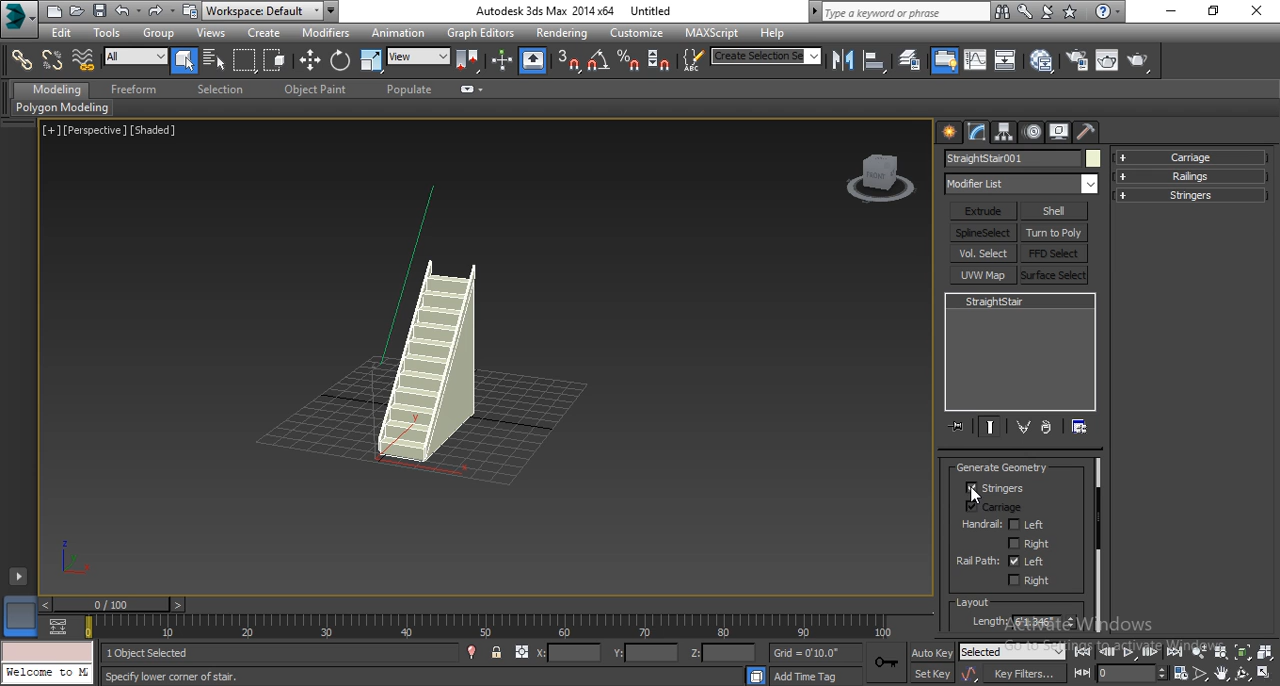 Workspace: Default
Autodesk 3ds Max 2014 x64 Untitled
Type a keyword or phrase
Edit Tools Group Views Create Modifiers Animation Graph Editors Rendering Customize MAXScript Help
All View Create Selection Se
Modeling Freeform Selection Object Paint Populate
Polygon Modeling
[+] [Perspective] [Shaded]
FRONT
StraightStair001
Modifier List
Extrude Shell
SplineSelect Turn to Poly
Vol. Select FFD Select
UVW Map Surface Select
StraightStair
+ Carriage
+ Railings
+ Stringers
Generate Geometry
Stringers
Carriage
Handrail: Left
Right
Rail Path: Left
Right
Layout
Length: 6'1.346"
y
x
z
x
Activate Windows
Go to Settings to activate Windows.
< 0 / 100 >
0 10 20 30 40 50 60 70 80 90 100
1 Object Selected X: Y: Z: Grid = 0'10.0" Auto Key Selected
Welcome to M Specify lower corner of stair. Add Time Tag Set Key Key Filters... 0